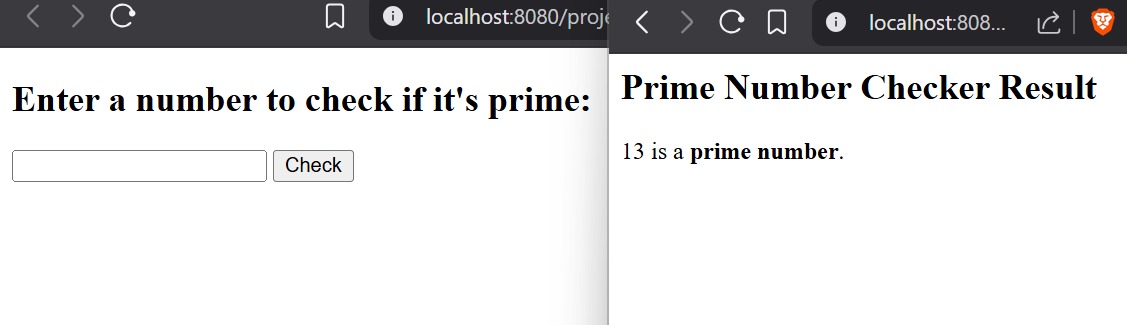 localhost:8080/proje
Enter a number to check if it's prime:
Check
localhost:808...
Prime Number Checker Result
13 is a prime number.